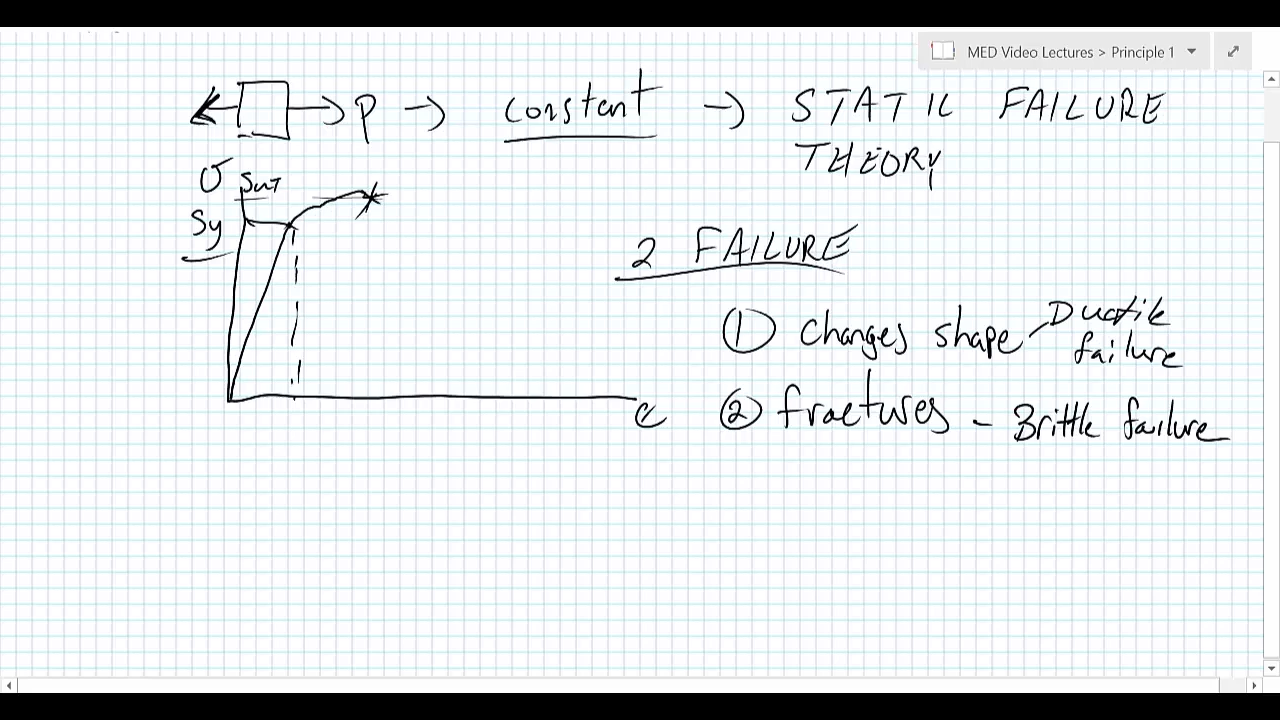 MED Video Lectures > Principle 1
P → constant → STATIC FAILURE
THEORY
σ Sut
Sy
2 FAILURE
① changes shape - Ductile
failure
ε
② fractures - Brittle failure